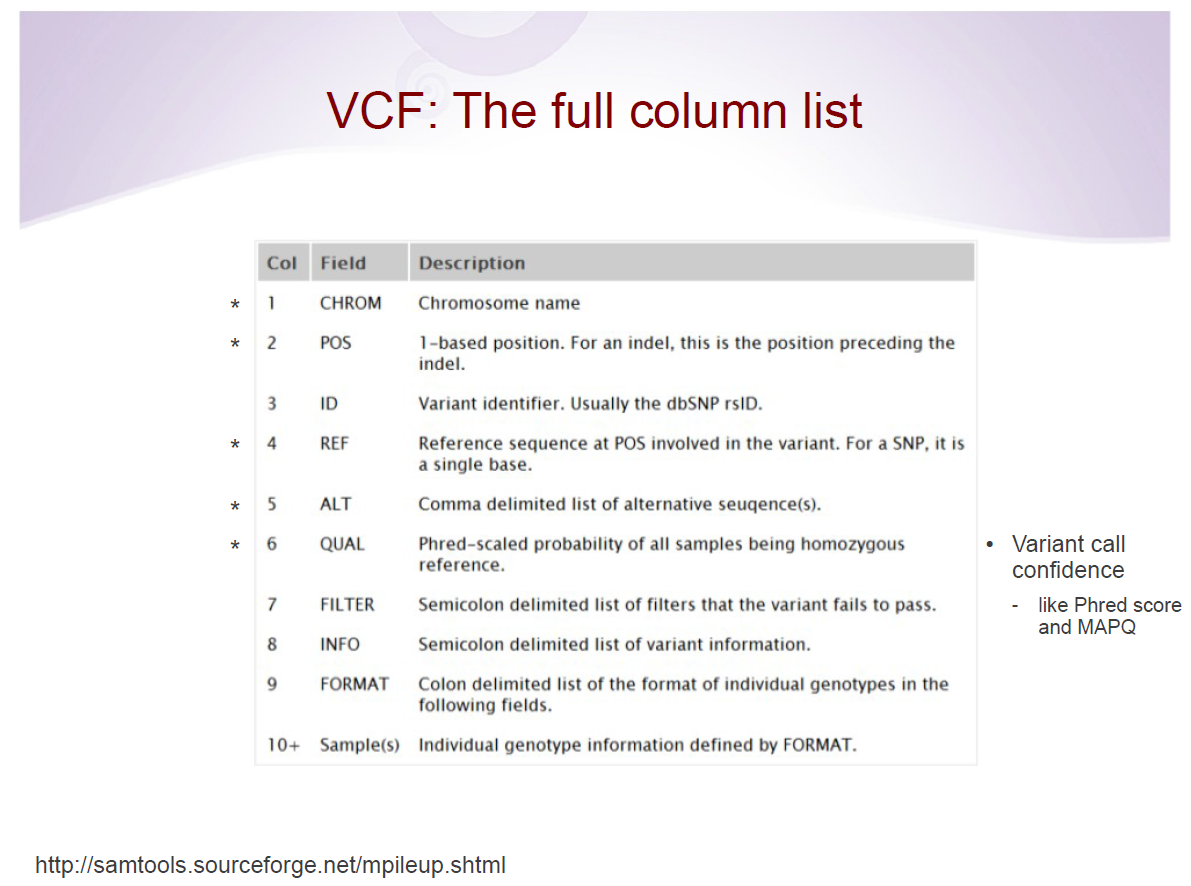 VCF: The full column list
Col Field Description
* 1 CHROM Chromosome name
* 2 POS 1-based position. For an indel, this is the position preceding the
indel.
3 ID Variant identifier. Usually the dbSNP rsID.
* 4 REF Reference sequence at POS involved in the variant. For a SNP, it is
a single base.
* 5 ALT Comma delimited list of alternative seuqence(s).
* 6 QUAL Phred-scaled probability of all samples being homozygous
reference.
• Variant call
confidence
- like Phred score
and MAPQ
7 FILTER Semicolon delimited list of filters that the variant fails to pass.
8 INFO Semicolon delimited list of variant information.
9 FORMAT Colon delimited list of the format of individual genotypes in the
following fields.
10+ Sample(s) Individual genotype information defined by FORMAT.
http://samtools.sourceforge.net/mpileup.shtml